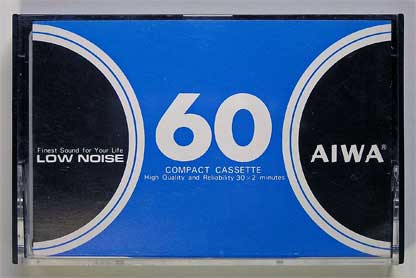 60
Finest Sound for Your Life
LOW NOISE
AIWA®
COMPACT CASSETTE
High Quality and Reliability 30×2 minutes